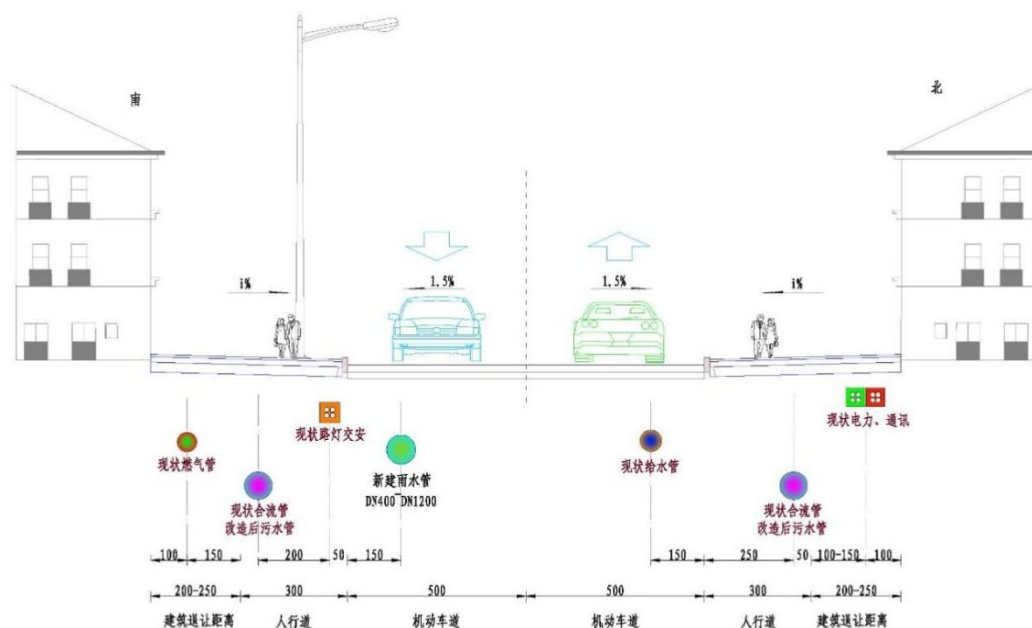 南
北
i%
1.5%
1.5%
i%
现状路灯交安
现状电力、通讯
现状燃气管
新建雨水管
DN400-DN1200
现状给水管
现状合流管
改造后污水管
现状合流管
改造后污水管
100 150 200 50 150 150 250 50 100-150 100
200-250 300 500 500 300 200-250
建筑退让距离 人行道 机动车道 机动车道 人行道 建筑退让距离